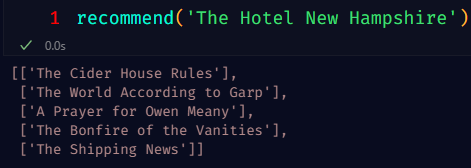 1 recommend('The Hotel New Hampshire')
✓ 0.0s
[['The Cider House Rules'],
['The World According to Garp'],
['A Prayer for Owen Meany'],
['The Bonfire of the Vanities'],
['The Shipping News']]